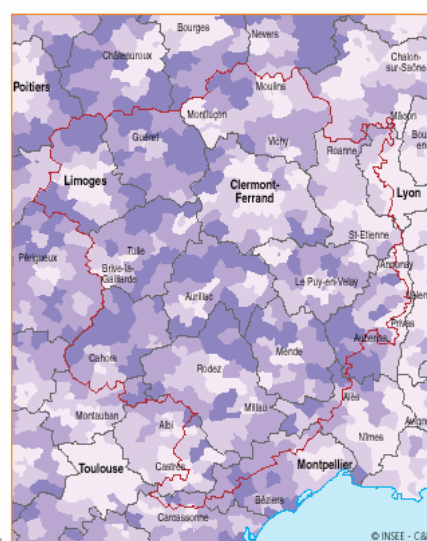 Bourges
Nevers
Châteauroux
Chalon-
sur-Saône
Poitiers
Moulins
Montluçon
Mâcon
Guéret
Vichy
Roanne
Limoges
Clermont-
Ferrand
Lyon
St-Etienne
Périgueux
Tulle
Brive-la-
Gaillarde
Annonay
Le Puy-en-Velay
Aurillac
Privas
Aubenas
Cahors
Rodez
Mende
Alès
Montauban
Albi
Millau
Nîmes
Toulouse
Castres
Montpellier
Béziers
Carcassonne
© INSEE - C&